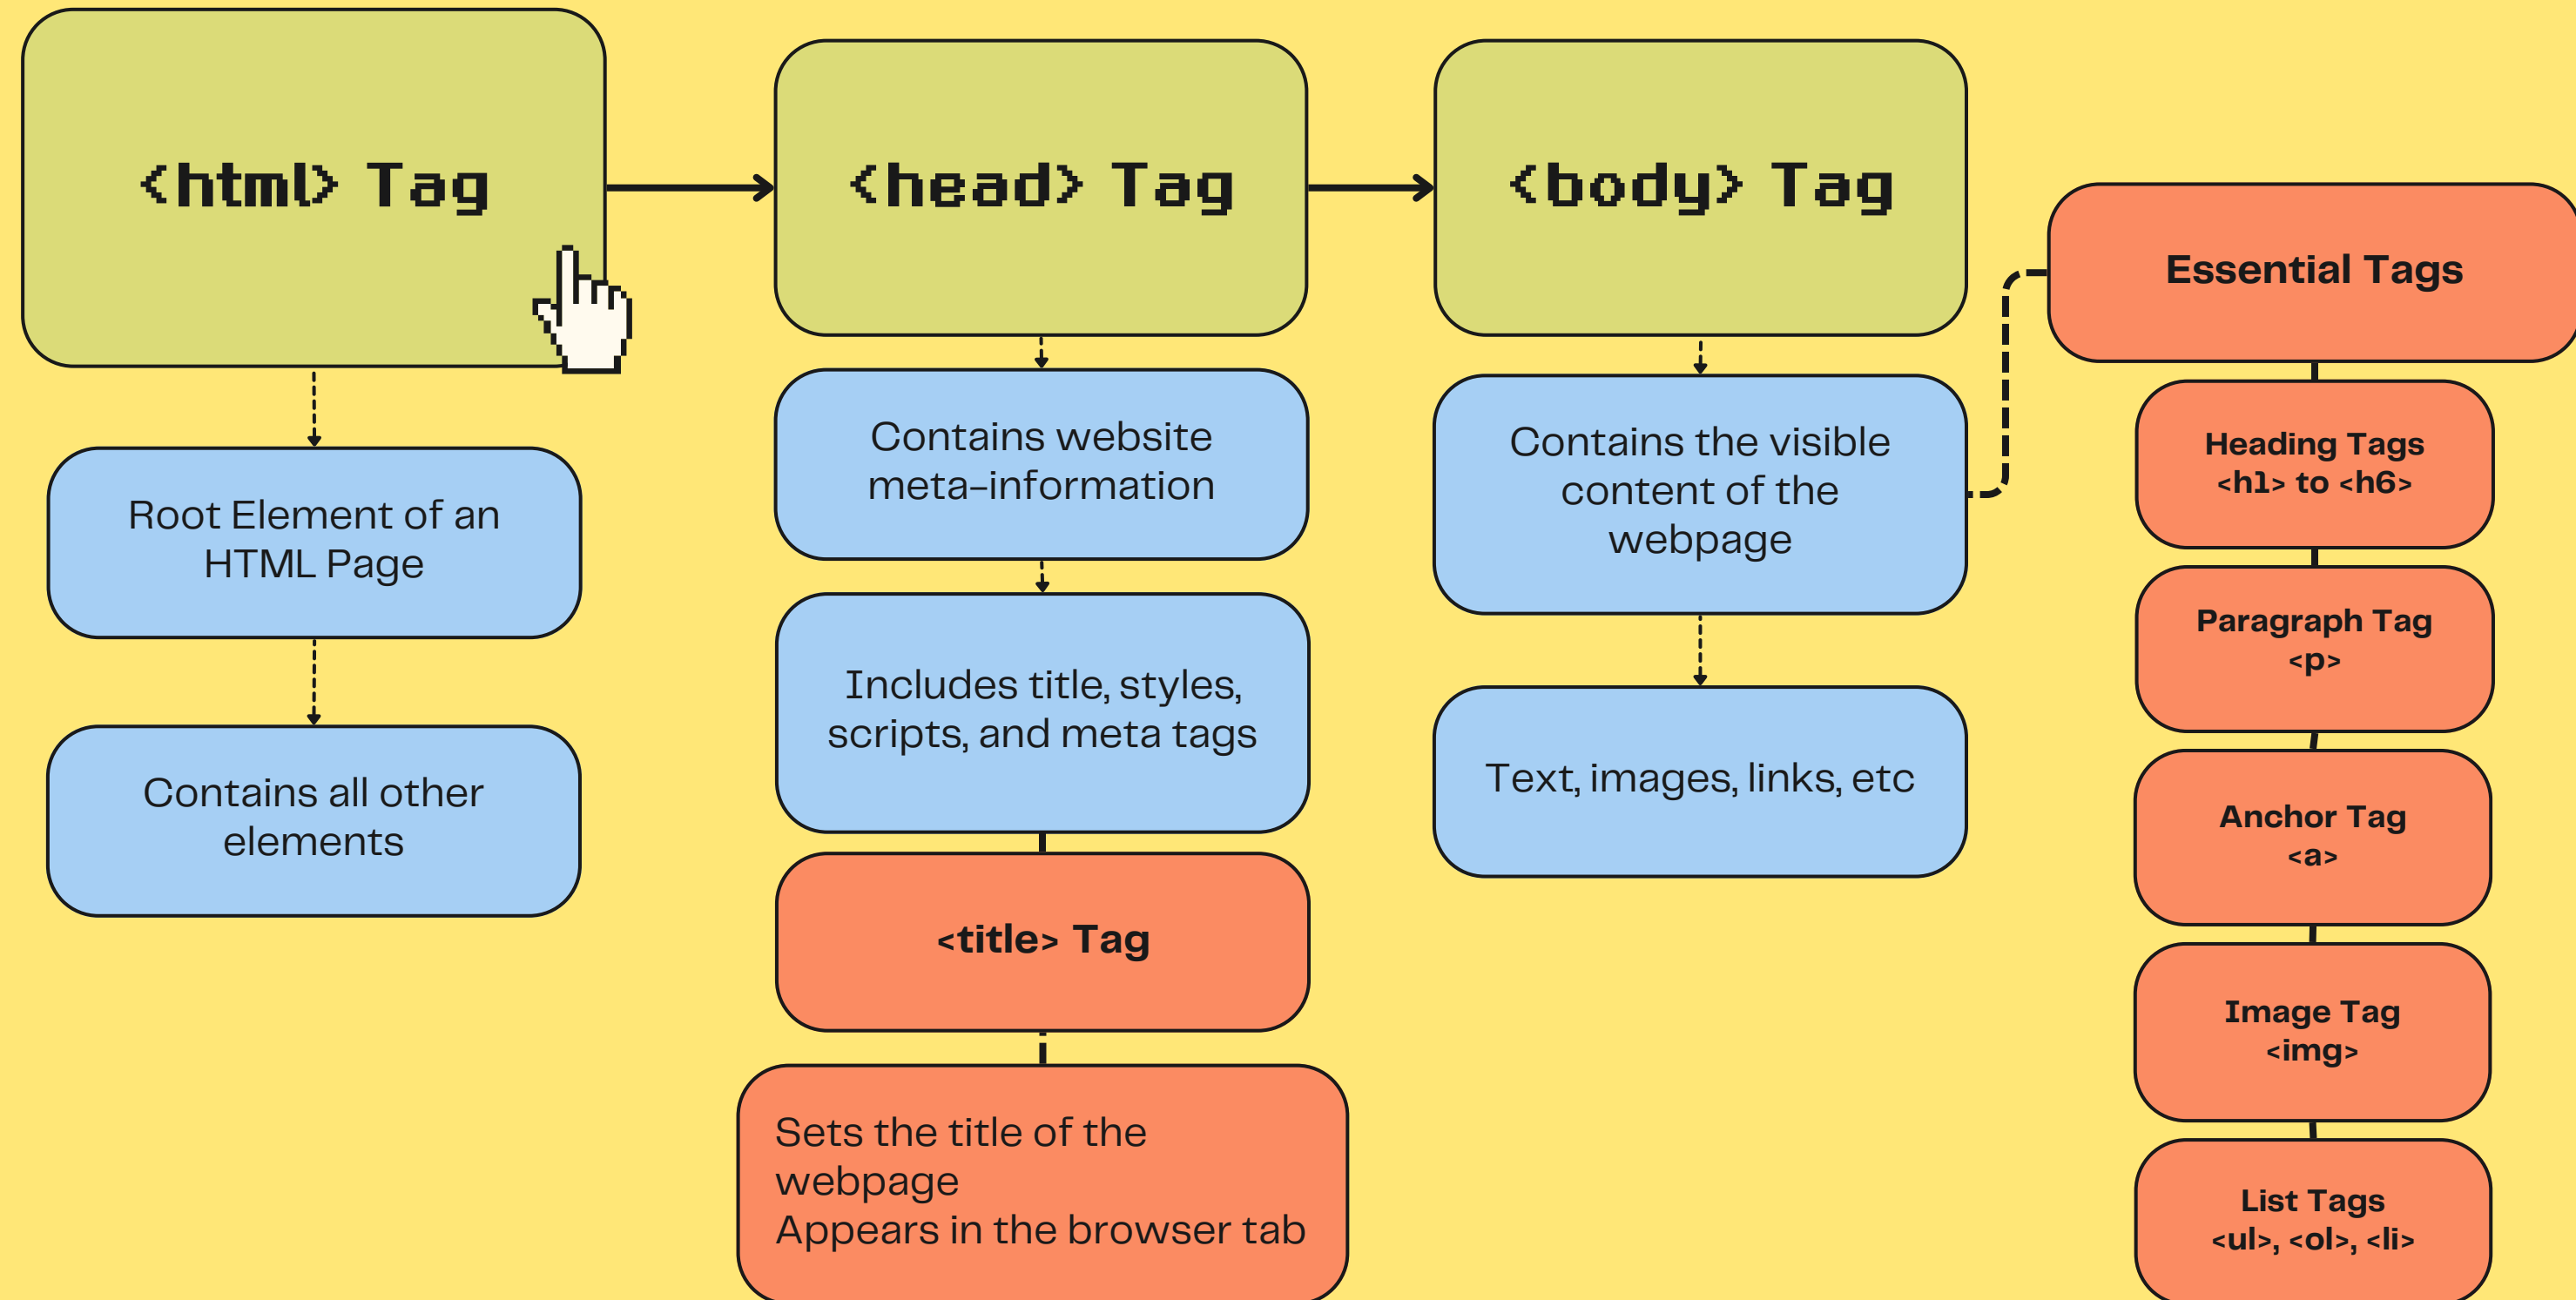 <html> Tag
Root Element of an
HTML Page
Contains all other
elements
<head> Tag
Contains website
meta-information
Includes title, styles,
scripts, and meta tags
<title> Tag
Sets the title of the
webpage
Appears in the browser tab
<body> Tag
Contains the visible
content of the
webpage
Text, images, links, etc
Essential Tags
Heading Tags
<h1> to <h6>
Paragraph Tag
<p>
Anchor Tag
<a>
Image Tag
<img>
List Tags
<ul>, <ol>, <li>